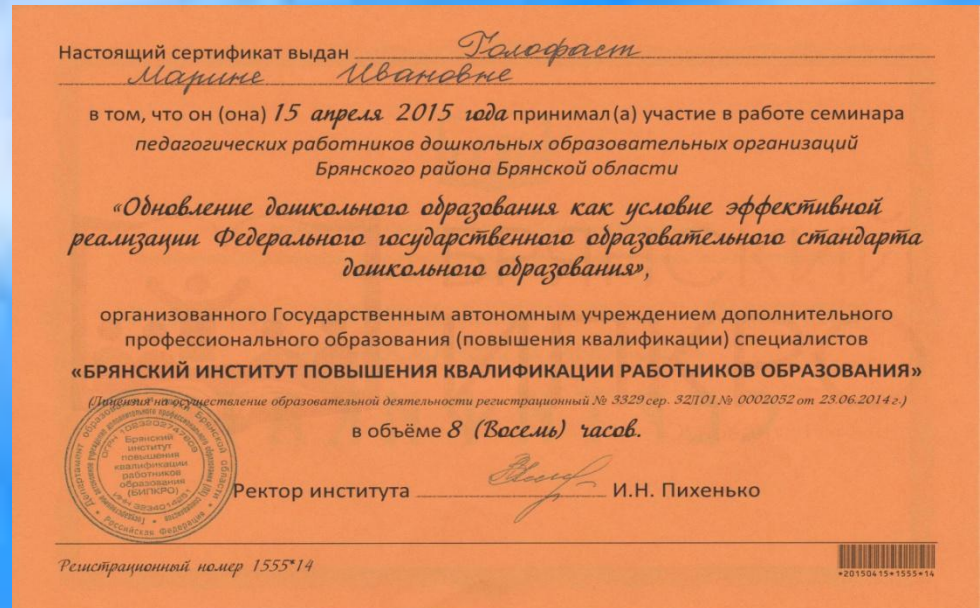 Настоящий сертификат выдан Голофаст
Марине Ивановне
в том, что он (она) 15 апреля 2015 года принимал(а) участие в работе семинара
педагогических работников дошкольных образовательных организаций
Брянского района Брянской области
«Обновление дошкольного образования как условие эффективной
реализации Федерального государственного образовательного стандарта
дошкольного образования»,
организованного Государственным автономным учреждением дополнительного
профессионального образования (повышения квалификации) специалистов
«БРЯНСКИЙ ИНСТИТУТ ПОВЫШЕНИЯ КВАЛИФИКАЦИИ РАБОТНИКОВ ОБРАЗОВАНИЯ»
(Лицензия на осуществление образовательной деятельности регистрационный № 3329 сер. 32Л01 № 0002052 от 23.06.2014 г.)
в объёме 8 (Восемь) часов.
Брянский
институт
повышения
квалификации
работников
образования
(БИПКРО)
Ректор института И.Н. Пихенько
Регистрационный номер 1555*14
*20150415*1555*14